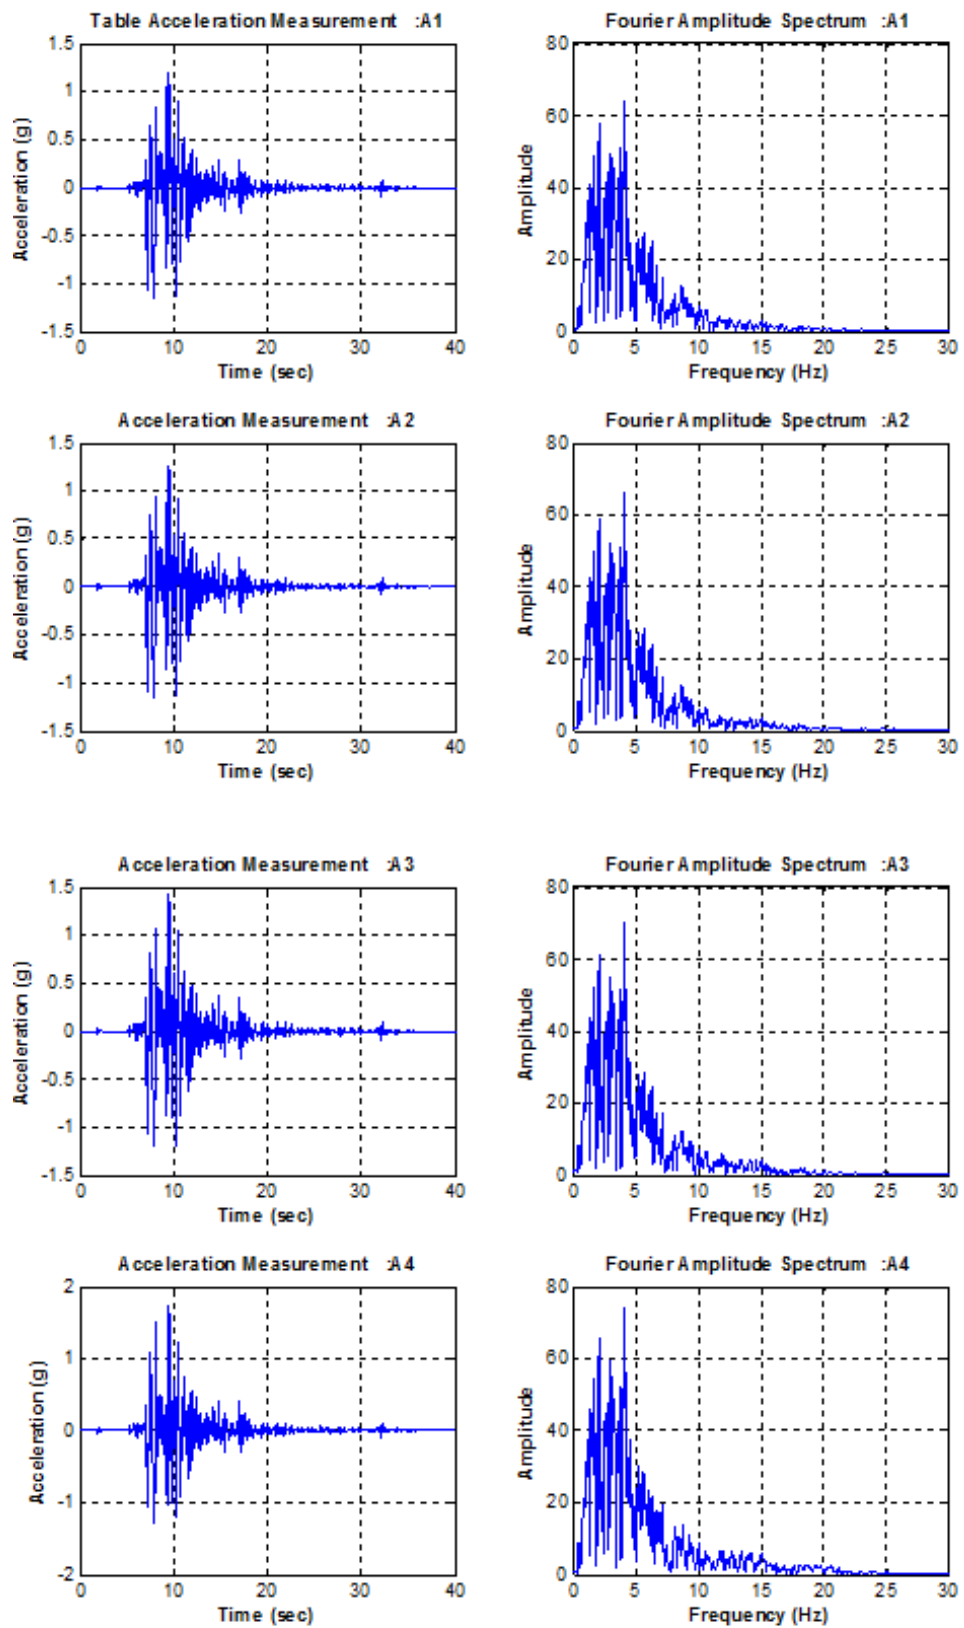 Table Acceleration Measurement :A1
Acceleration (g)
1.5
1
0.5
0
-0.5
-1
-1.5
0 10 20 30 40
Time (sec)
Fourier Amplitude Spectrum :A1
Amplitude
80
60
40
20
0
0 5 10 15 20 25 30
Frequency (Hz)
Acceleration Measurement :A2
Acceleration (g)
1.5
1
0.5
0
-0.5
-1
-1.5
0 10 20 30 40
Time (sec)
Fourier Amplitude Spectrum :A2
Amplitude
80
60
40
20
0
0 5 10 15 20 25 30
Frequency (Hz)
Acceleration Measurement :A3
Acceleration (g)
1.5
1
0.5
0
-0.5
-1
-1.5
0 10 20 30 40
Time (sec)
Fourier Amplitude Spectrum :A3
Amplitude
80
60
40
20
0
0 5 10 15 20 25 30
Frequency (Hz)
Acceleration Measurement :A4
Acceleration (g)
2
1
0
-1
-2
0 10 20 30 40
Time (sec)
Fourier Amplitude Spectrum :A4
Amplitude
80
60
40
20
0
0 5 10 15 20 25 30
Frequency (Hz)